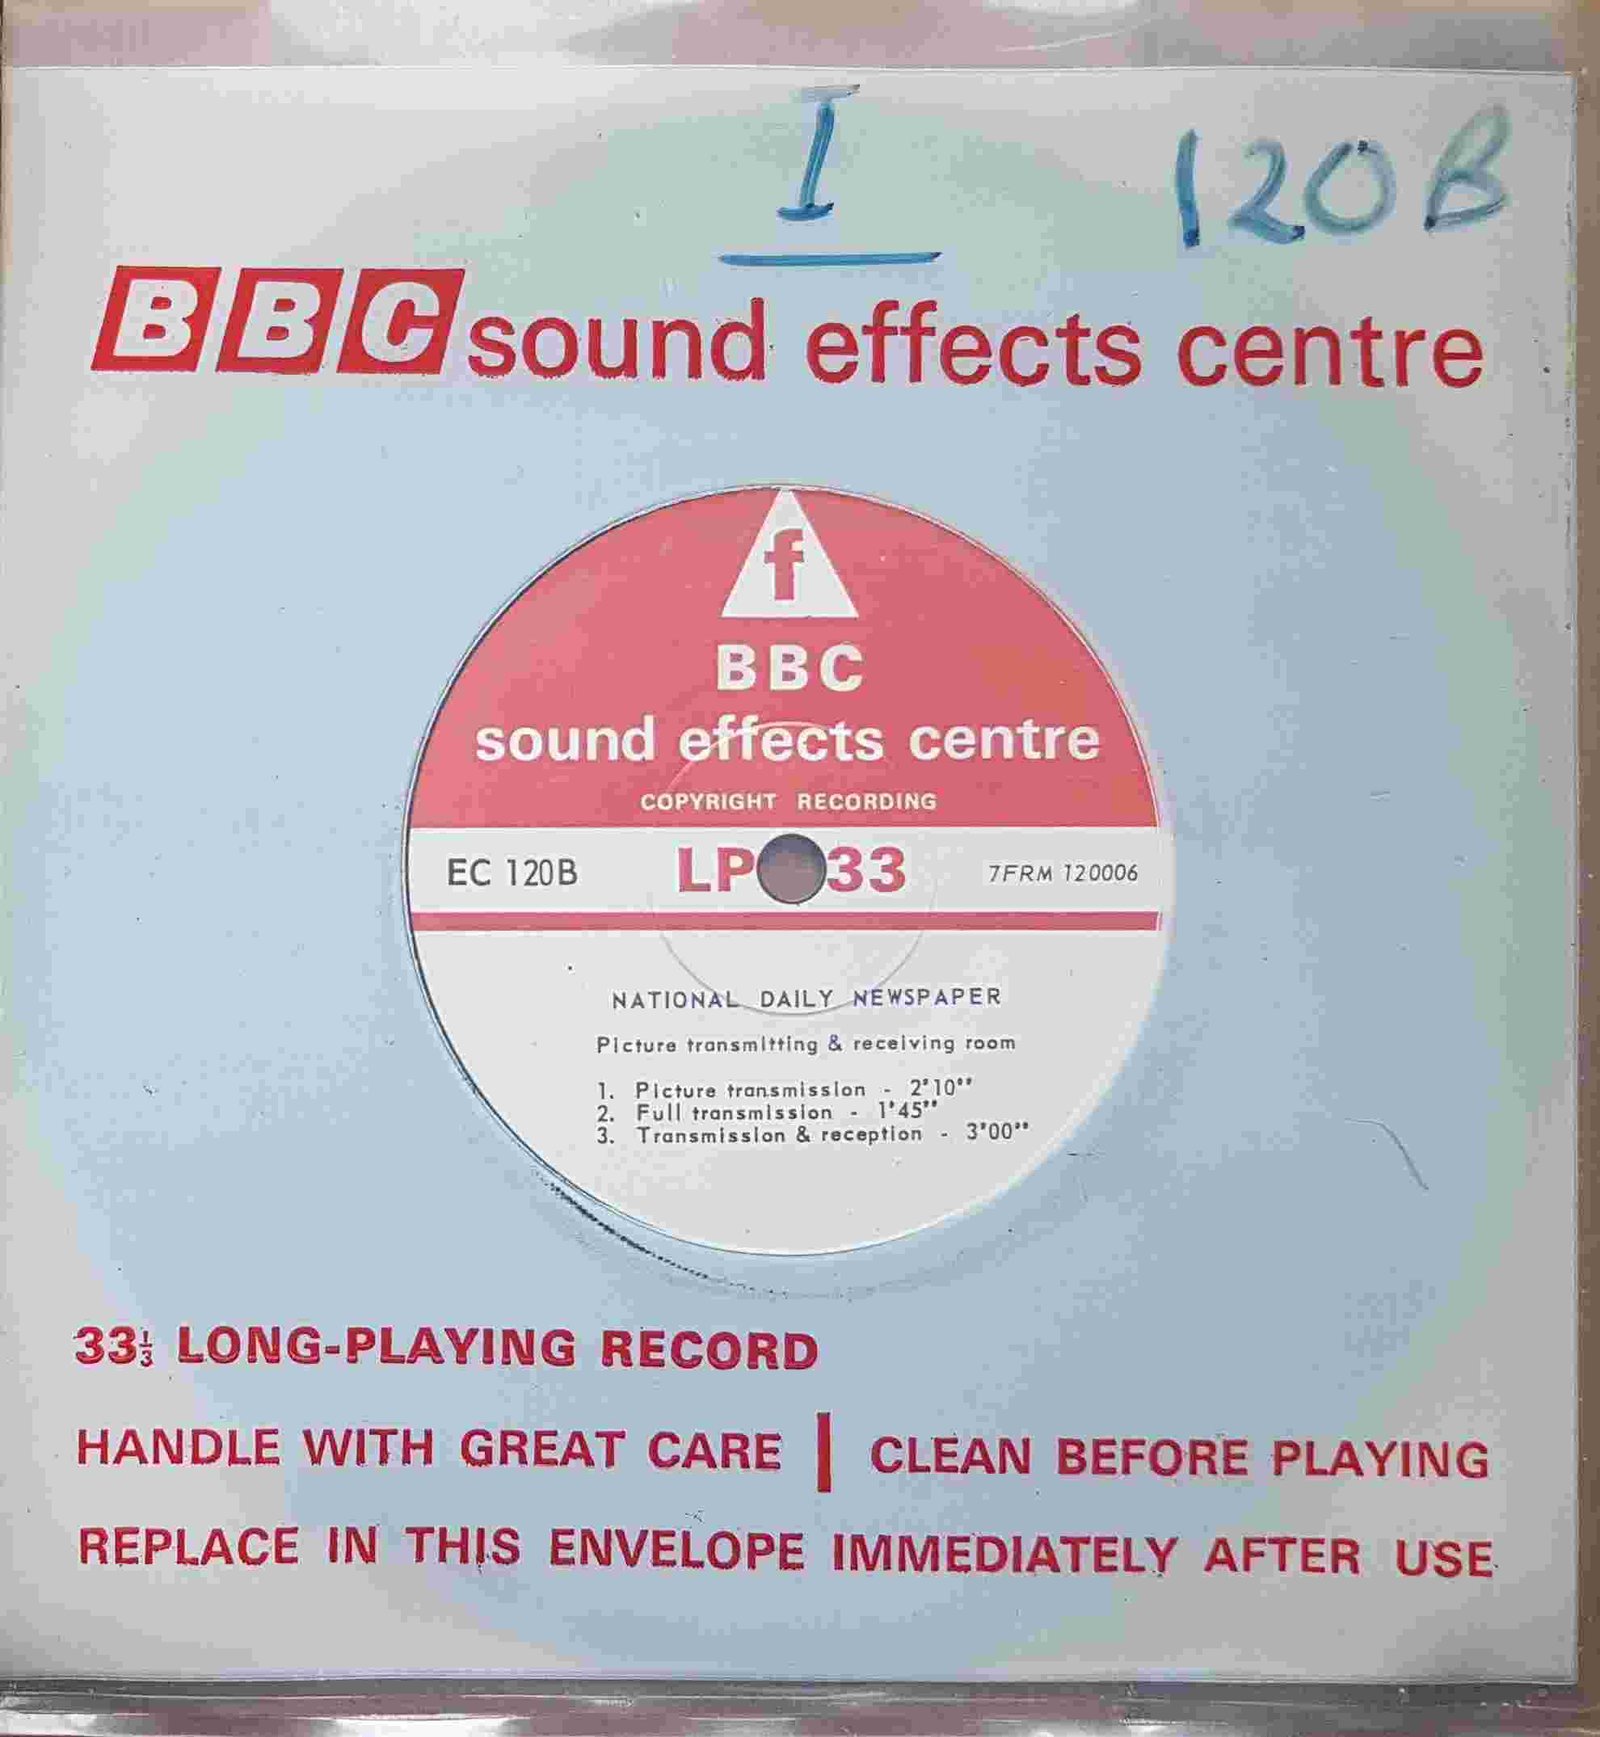 I
120B
BBC sound effects centre
f
BBC
sound effects centre
COPYRIGHT RECORDING
EC 120B LP 33 7FRM 120006
NATIONAL DAILY NEWSPAPER
Picture transmitting & receiving room
1. Picture transmission - 2'10"
2. Full transmission - 1'45"
3. Transmission & reception - 3'00"
33⅓ LONG-PLAYING RECORD
HANDLE WITH GREAT CARE | CLEAN BEFORE PLAYING
REPLACE IN THIS ENVELOPE IMMEDIATELY AFTER USE